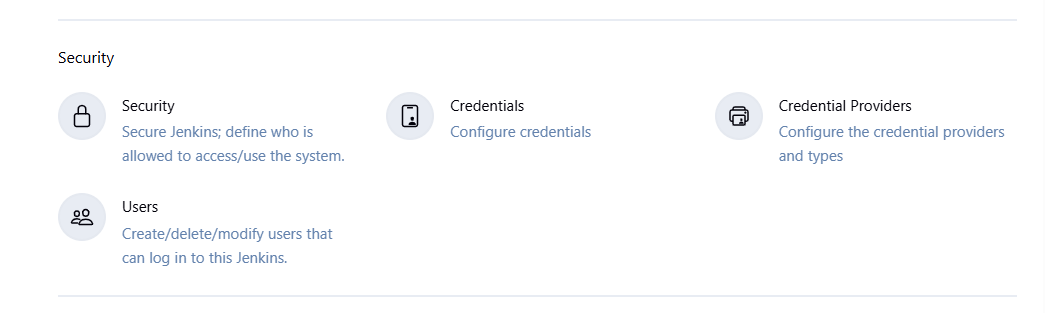 Security
Security
Secure Jenkins; define who is
allowed to access/use the system.
Credentials
Configure credentials
Credential Providers
Configure the credential providers
and types
Users
Create/delete/modify users that
can log in to this Jenkins.